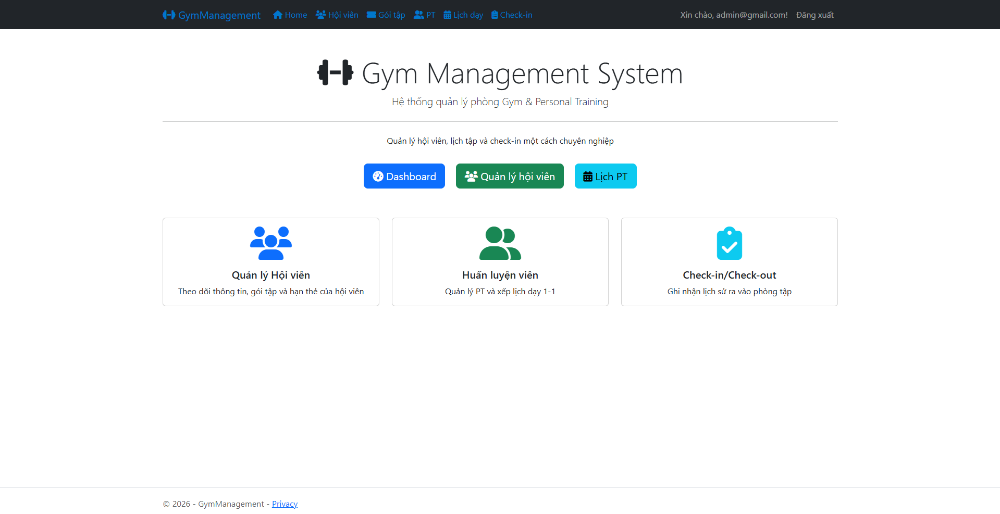 GymManagement Home Hội viên Gói tập PT Lịch dạy Check-in Xin chào, admin@gmail.com! Đăng xuất
Gym Management System
Hệ thống quản lý phòng Gym & Personal Training
Quản lý hội viên, lịch tập và check-in một cách chuyên nghiệp
Dashboard Quản lý hội viên Lịch PT
Quản lý Hội viên
Theo dõi thông tin, gói tập và hạn thẻ của hội viên
Huấn luyện viên
Quản lý PT và xếp lịch dạy 1-1
Check-in/Check-out
Ghi nhận lịch sử ra vào phòng tập
© 2026 - GymManagement - Privacy